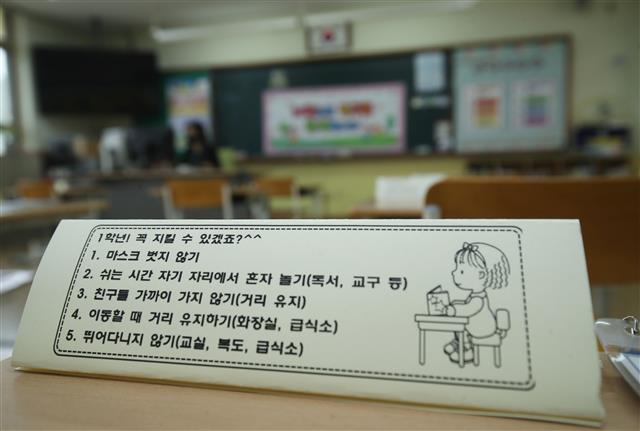 1학년! 꼭 지킬 수 있겠죠?^^
1. 마스크 벗지 않기
2. 쉬는 시간 자기 자리에서 혼자 놀기(독서, 교구 등)
3. 친구들 가까이 가지 않기(거리 유지)
4. 이동할 때 거리 유지하기(화장실, 급식소)
5. 뛰어다니지 않기(교실, 복도, 급식소)